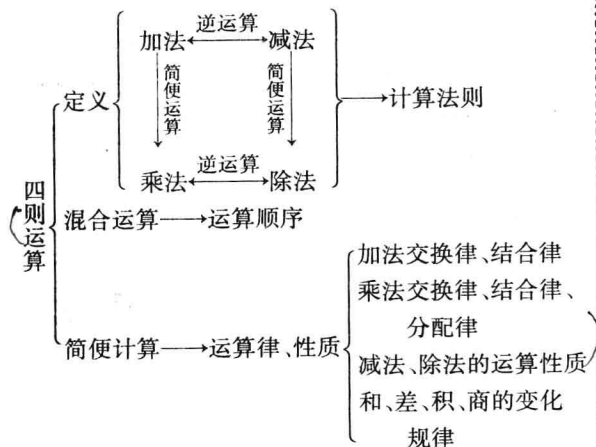 逆运算
加法 减法
简便运算 简便运算
定义 计算法则
逆运算
乘法 除法
四则运算
混合运算 运算顺序
加法交换律、结合律
乘法交换律、结合律、
分配律
简便计算 运算律、性质
减法、除法的运算性质
和、差、积、商的变化
规律